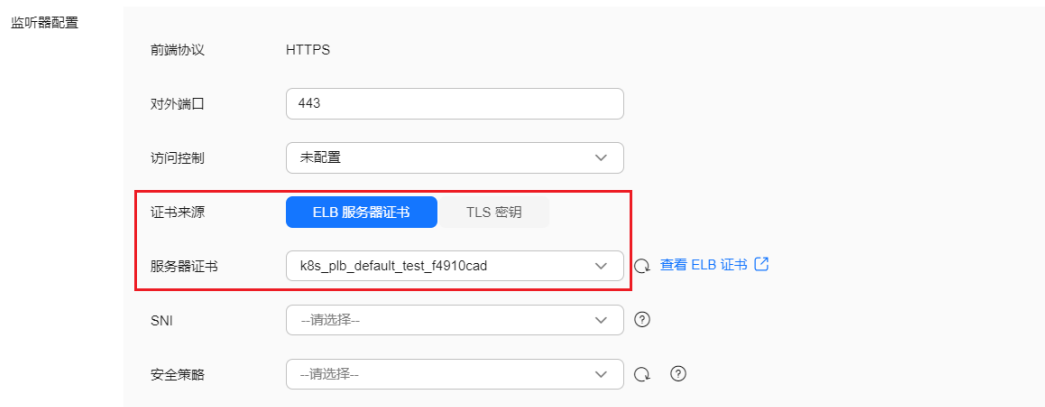 监听器配置
前端协议 HTTPS
对外端口 443
访问控制 未配置
证书来源 ELB 服务器证书 TLS 密钥
服务器证书 k8s_plb_default_test_f4910cad 查看 ELB 证书
SNI --请选择--
安全策略 --请选择--